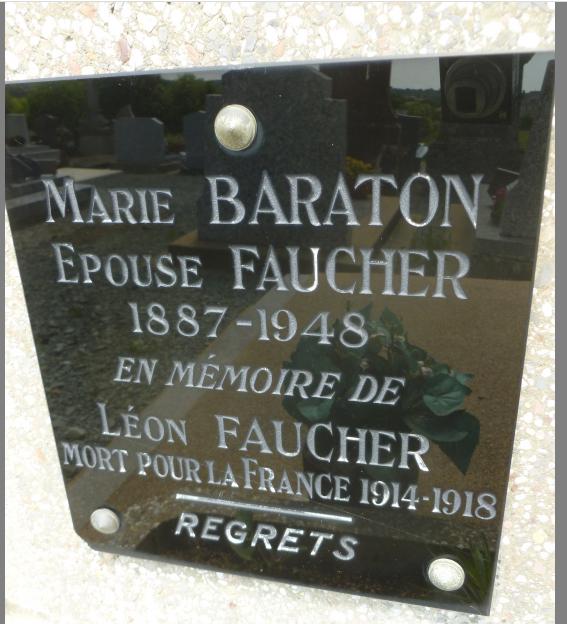 MARIE BARATON
EPOUSE FAUCHER
1887-1948
EN MÉMOIRE DE
LÉON FAUCHER
MORT POUR LA FRANCE 1914-1918
REGRETS